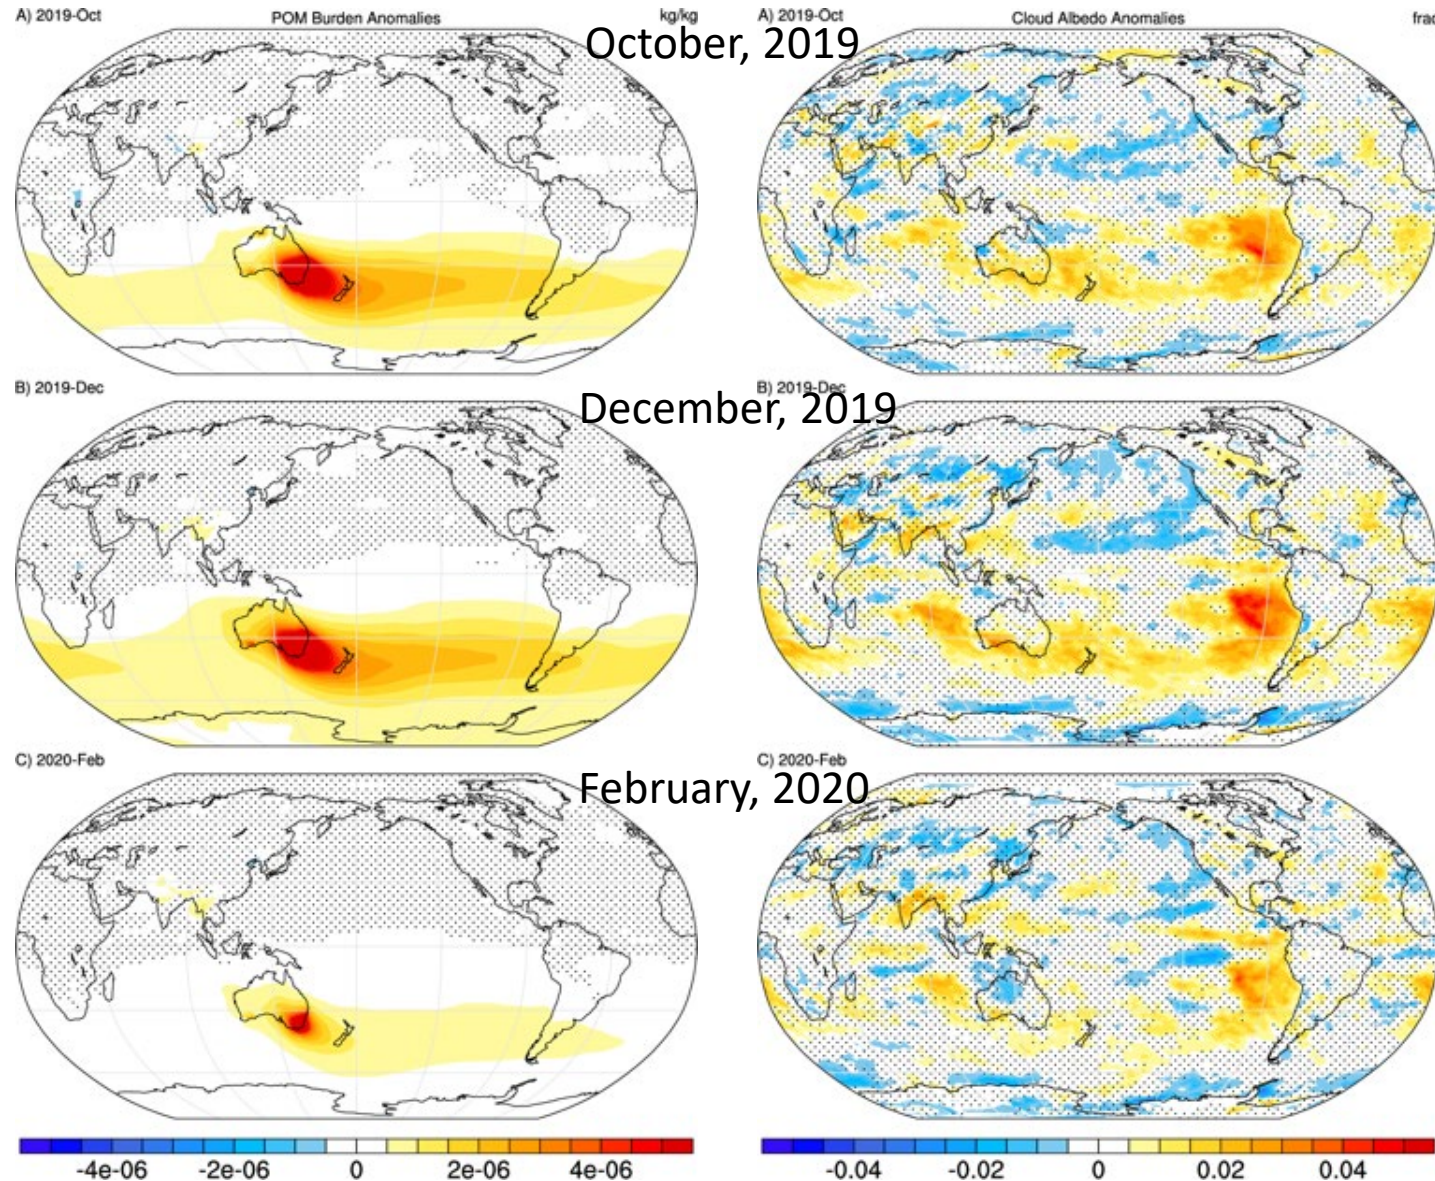 A) 2019-Oct POM Burden Anomalies kg/kg A) 2019-Oct Cloud Albedo Anomalies frac
October, 2019
B) 2019-Dec B) 2019-Dec
December, 2019
C) 2020-Feb C) 2020-Feb
February, 2020
-4e-06 -2e-06 0 2e-06 4e-06 -0.04 -0.02 0 0.02 0.04